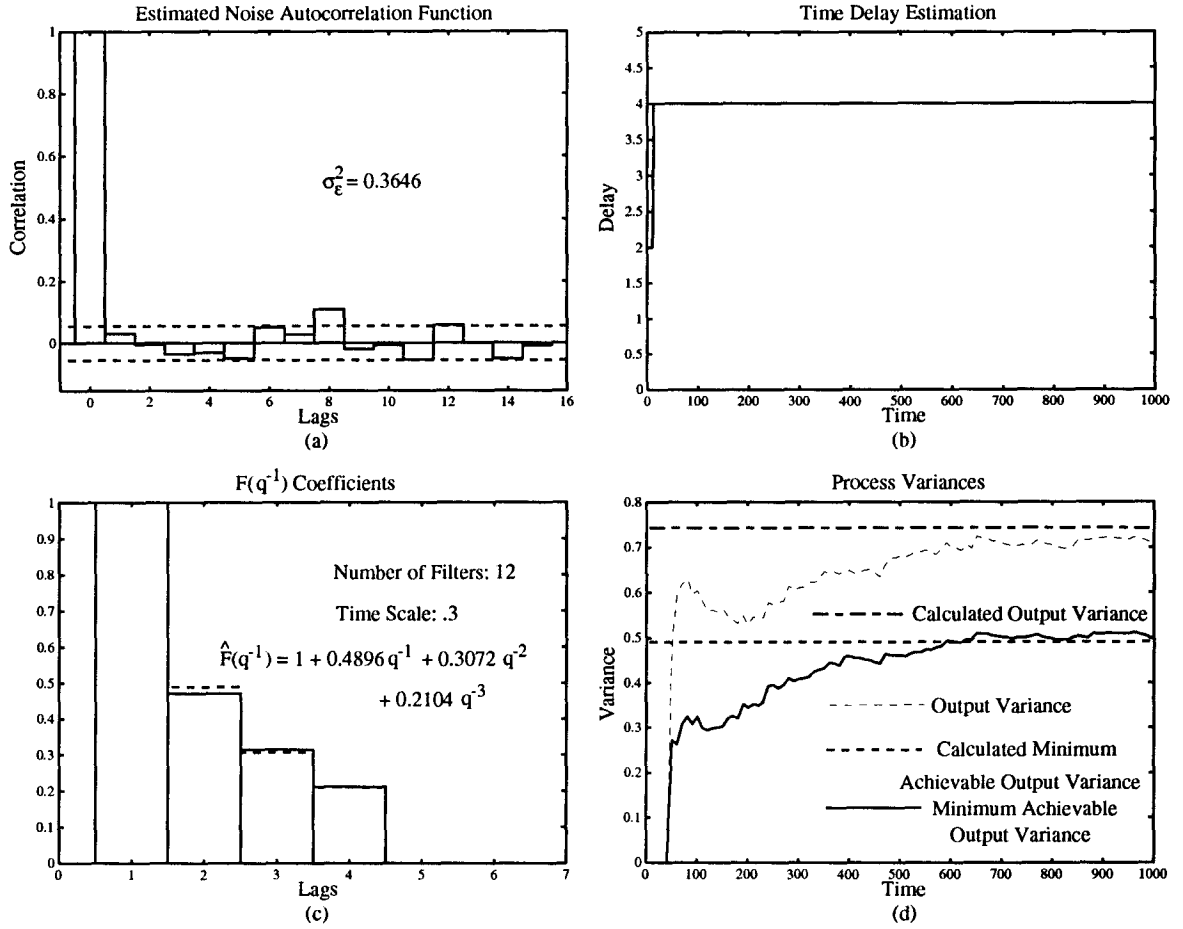 Estimated Noise Autocorrelation Function
1
0.8
0.6
0.4
0.2
0
Correlation
σ²_ε = 0.3646
0 2 4 6 8 10 12 14 16
Lags
(a)
Time Delay Estimation
5
4.5
4
3.5
3
2.5
2
1.5
1
0.5
0
Delay
0 100 200 300 400 500 600 700 800 900 1000
Time
(b)
F(q⁻¹) Coefficients
1
0.9
0.8
0.7
0.6
0.5
0.4
0.3
0.2
0.1
0
Number of Filters: 12
Time Scale: .3
F̂(q⁻¹) = 1 + 0.4896 q⁻¹ + 0.3072 q⁻²
+ 0.2104 q⁻³
0 1 2 3 4 5 6 7
Lags
(c)
Process Variances
0.8
0.7
0.6
0.5
0.4
0.3
0.2
0.1
0
Variance
Calculated Output Variance
Output Variance
Calculated Minimum
Achievable Output Variance
Minimum Achievable
Output Variance
0 100 200 300 400 500 600 700 800 900 1000
Time
(d)